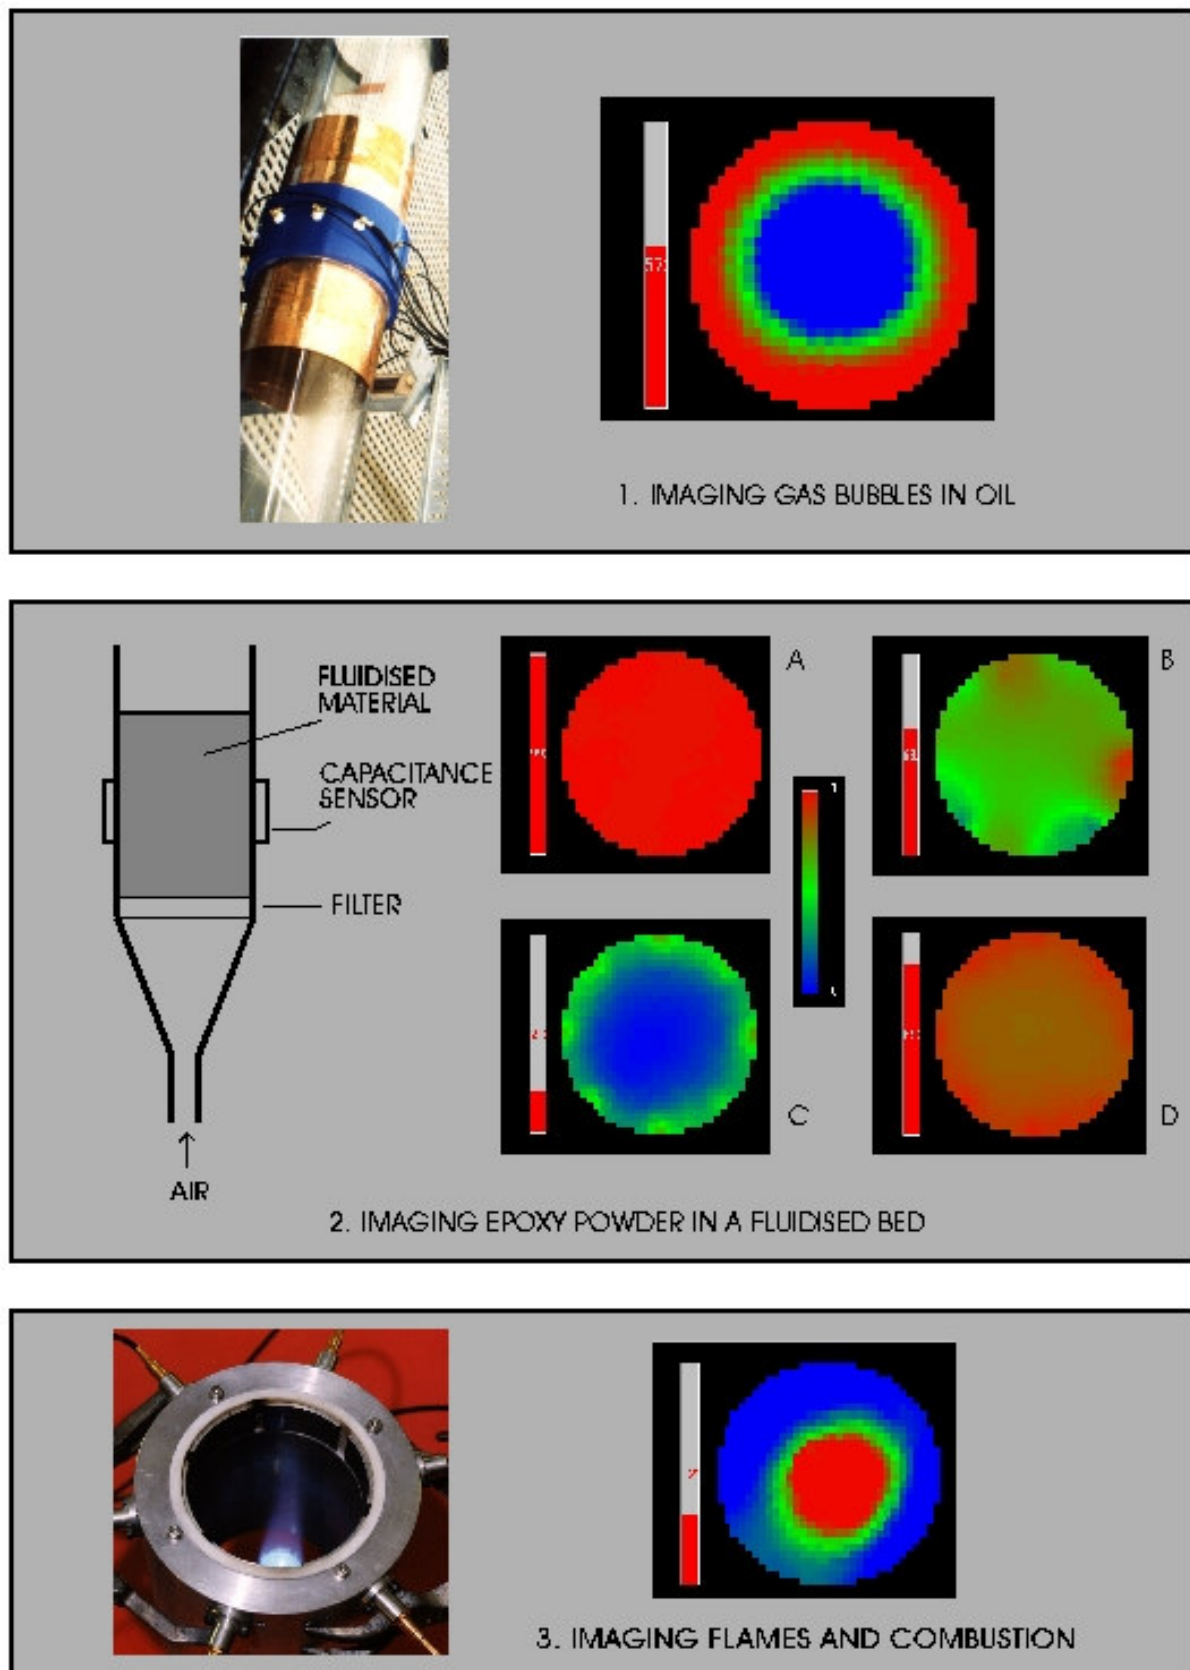 1. IMAGING GAS BUBBLES IN OIL
FLUIDISED
MATERIAL
CAPACITANCE
SENSOR
FILTER
AIR
A
B
C
D
2. IMAGING EPOXY POWDER IN A FLUIDISED BED
3. IMAGING FLAMES AND COMBUSTION